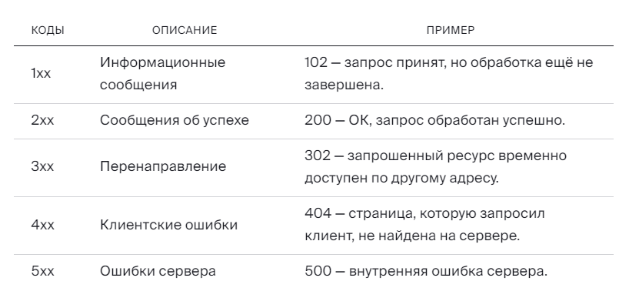 КОДЫ ОПИСАНИЕ ПРИМЕР
1xx Информационные сообщения 102 — запрос принят, но обработка ещё не завершена.
2xx Сообщения об успехе 200 — ОК, запрос обработан успешно.
3xx Перенаправление 302 — запрошенный ресурс временно доступен по другому адресу.
4xx Клиентские ошибки 404 — страница, которую запросил клиент, не найдена на сервере.
5xx Ошибки сервера 500 — внутренняя ошибка сервера.